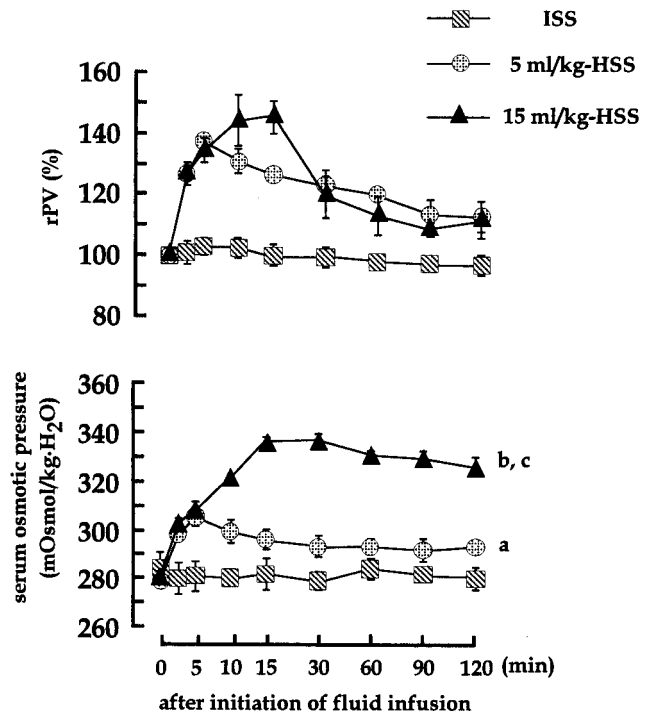 ISS
5 ml/kg-HSS
15 ml/kg-HSS
160
140
120
100
80
rPV (%)
360
340
320
300
280
260
serum osmotic pressure
(mOsmol/kg·H₂O)
b, c
a
0 5 10 15 30 60 90 120 (min)
after initiation of fluid infusion